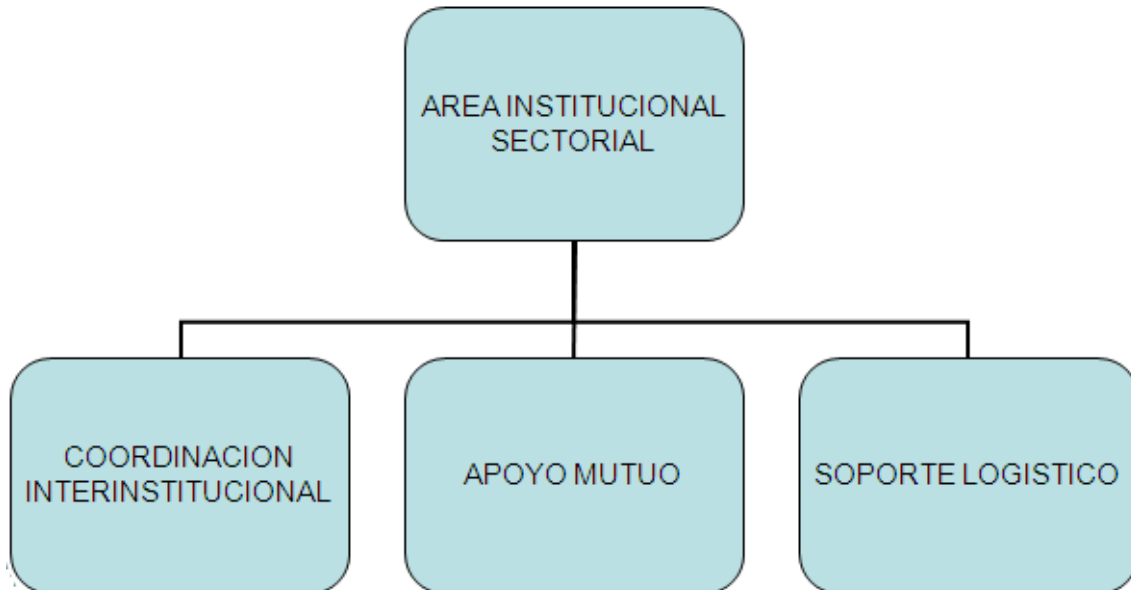 AREA INSTITUCIONAL
SECTORIAL
COORDINACION
INTERINSTITUCIONAL
APOYO MUTUO
SOPORTE LOGISTICO